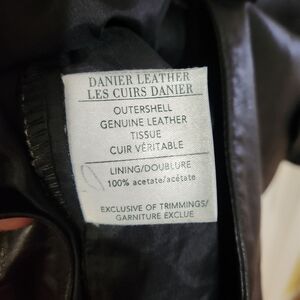 DANIER LEATHER
LES CUIRS DANIER
OUTERSHELL
GENUINE LEATHER
TISSUE
CUIR VÉRITABLE
LINING/DOUBLURE
100% acetate/acétate
EXCLUSIVE OF TRIMMINGS/
GARNITURE EXCLUE